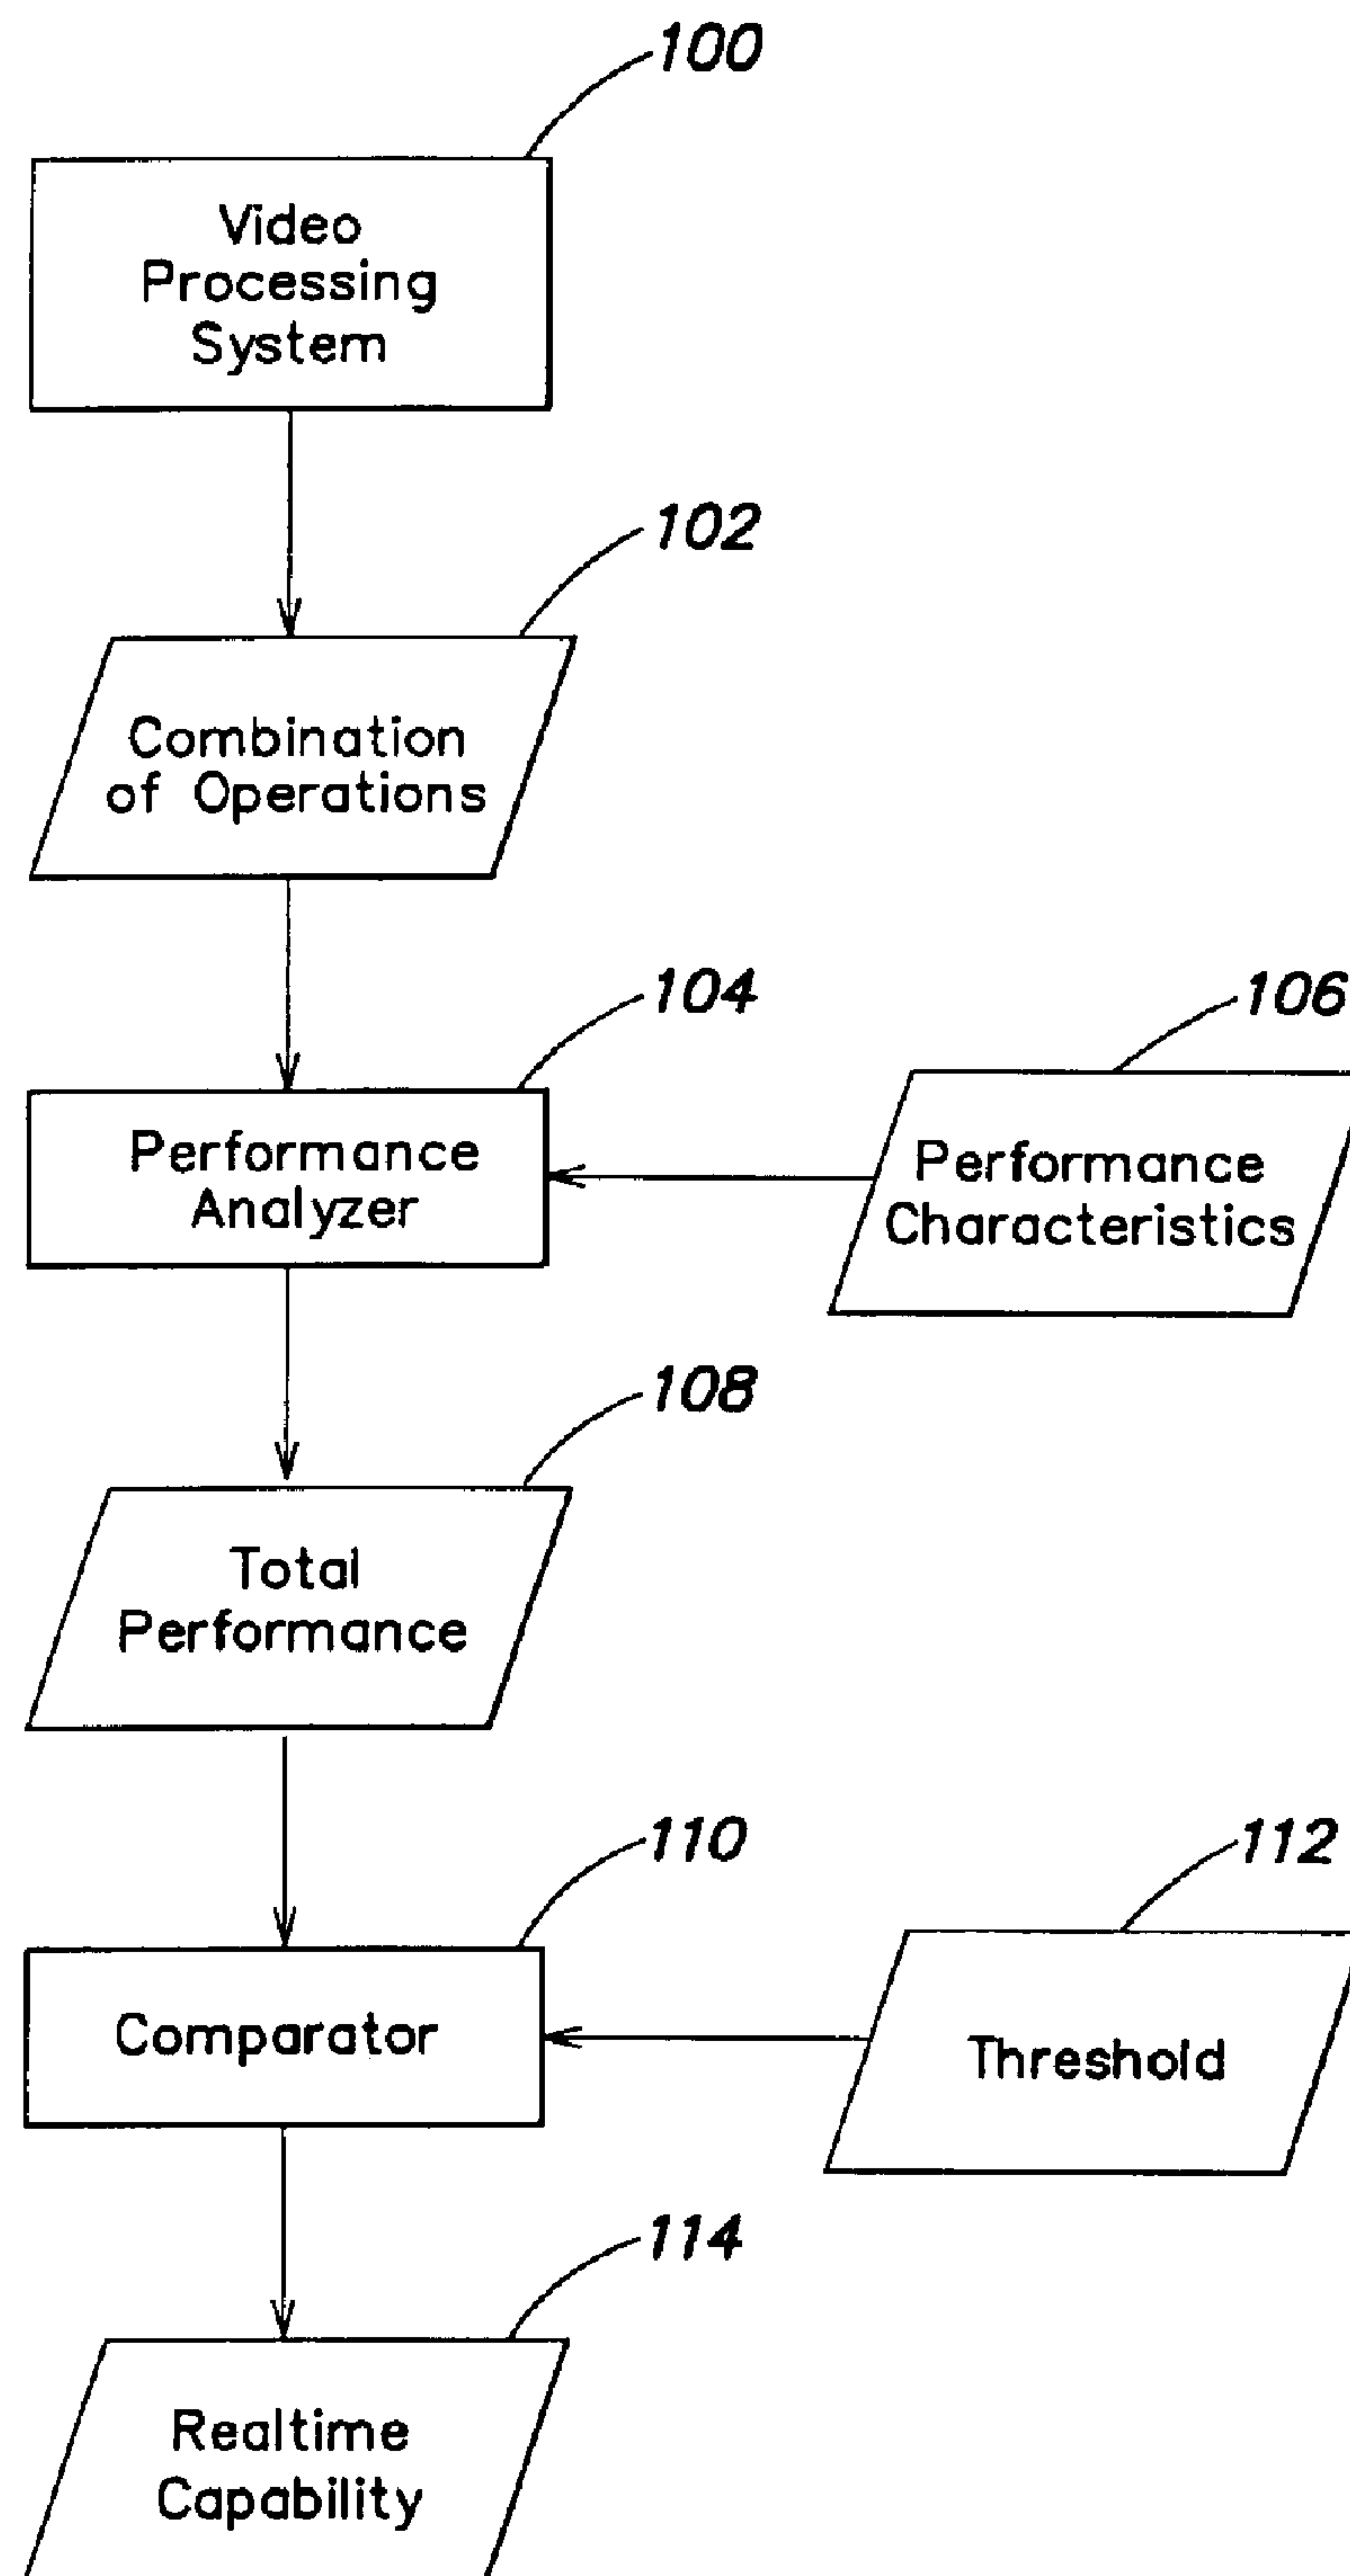 100
Video
Processing
System
102
Combination
of Operations
104
Performance
Analyzer
106
Performance
Characteristics
108
Total
Performance
110
Comparator
112
Threshold
114
Realtime
Capability